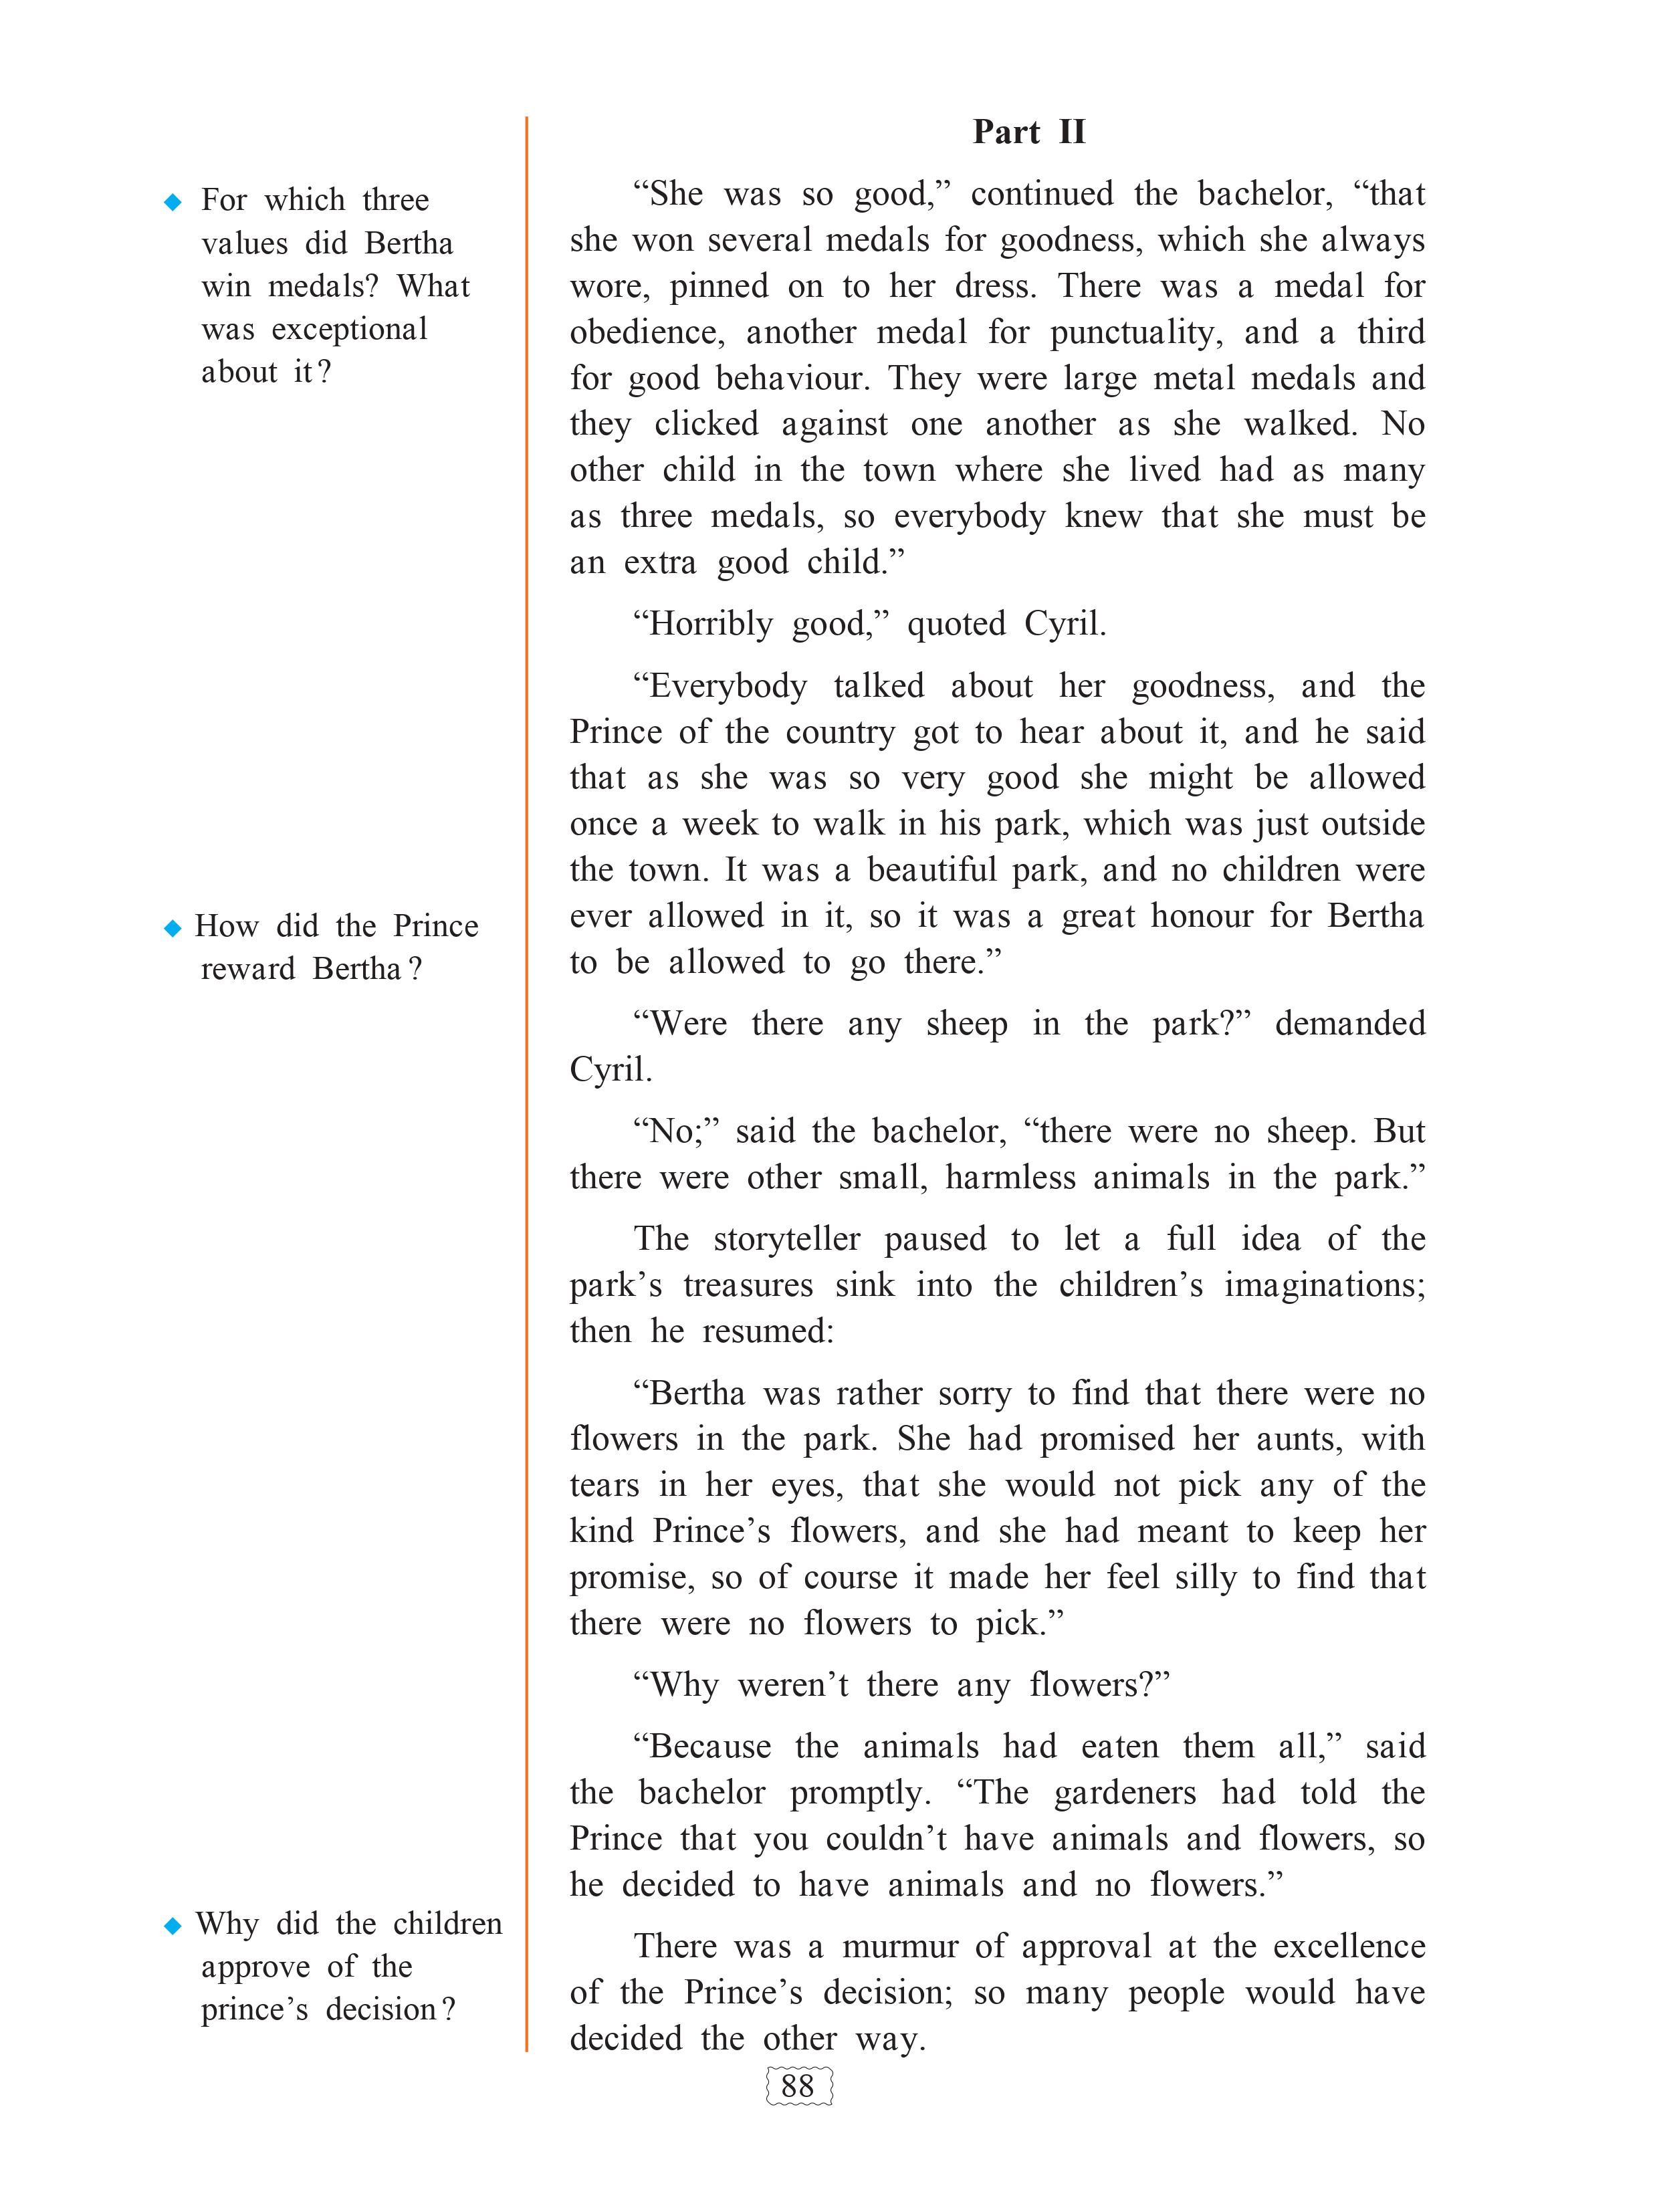 Part II
◆ For which three
values did Bertha
win medals? What
was exceptional
about it?
“She was so good,” continued the bachelor, “that
she won several medals for goodness, which she always
wore, pinned on to her dress. There was a medal for
obedience, another medal for punctuality, and a third
for good behaviour. They were large metal medals and
they clicked against one another as she walked. No
other child in the town where she lived had as many
as three medals, so everybody knew that she must be
an extra good child.”
“Horribly good,” quoted Cyril.
“Everybody talked about her goodness, and the
Prince of the country got to hear about it, and he said
that as she was so very good she might be allowed
once a week to walk in his park, which was just outside
the town. It was a beautiful park, and no children were
ever allowed in it, so it was a great honour for Bertha
to be allowed to go there.”
◆ How did the Prince
reward Bertha?
“Were there any sheep in the park?” demanded
Cyril.
“No;” said the bachelor, “there were no sheep. But
there were other small, harmless animals in the park.”
The storyteller paused to let a full idea of the
park’s treasures sink into the children’s imaginations;
then he resumed:
“Bertha was rather sorry to find that there were no
flowers in the park. She had promised her aunts, with
tears in her eyes, that she would not pick any of the
kind Prince’s flowers, and she had meant to keep her
promise, so of course it made her feel silly to find that
there were no flowers to pick.”
“Why weren’t there any flowers?”
“Because the animals had eaten them all,” said
the bachelor promptly. “The gardeners had told the
Prince that you couldn’t have animals and flowers, so
he decided to have animals and no flowers.”
◆ Why did the children
approve of the
prince’s decision?
There was a murmur of approval at the excellence
of the Prince’s decision; so many people would have
decided the other way.
88